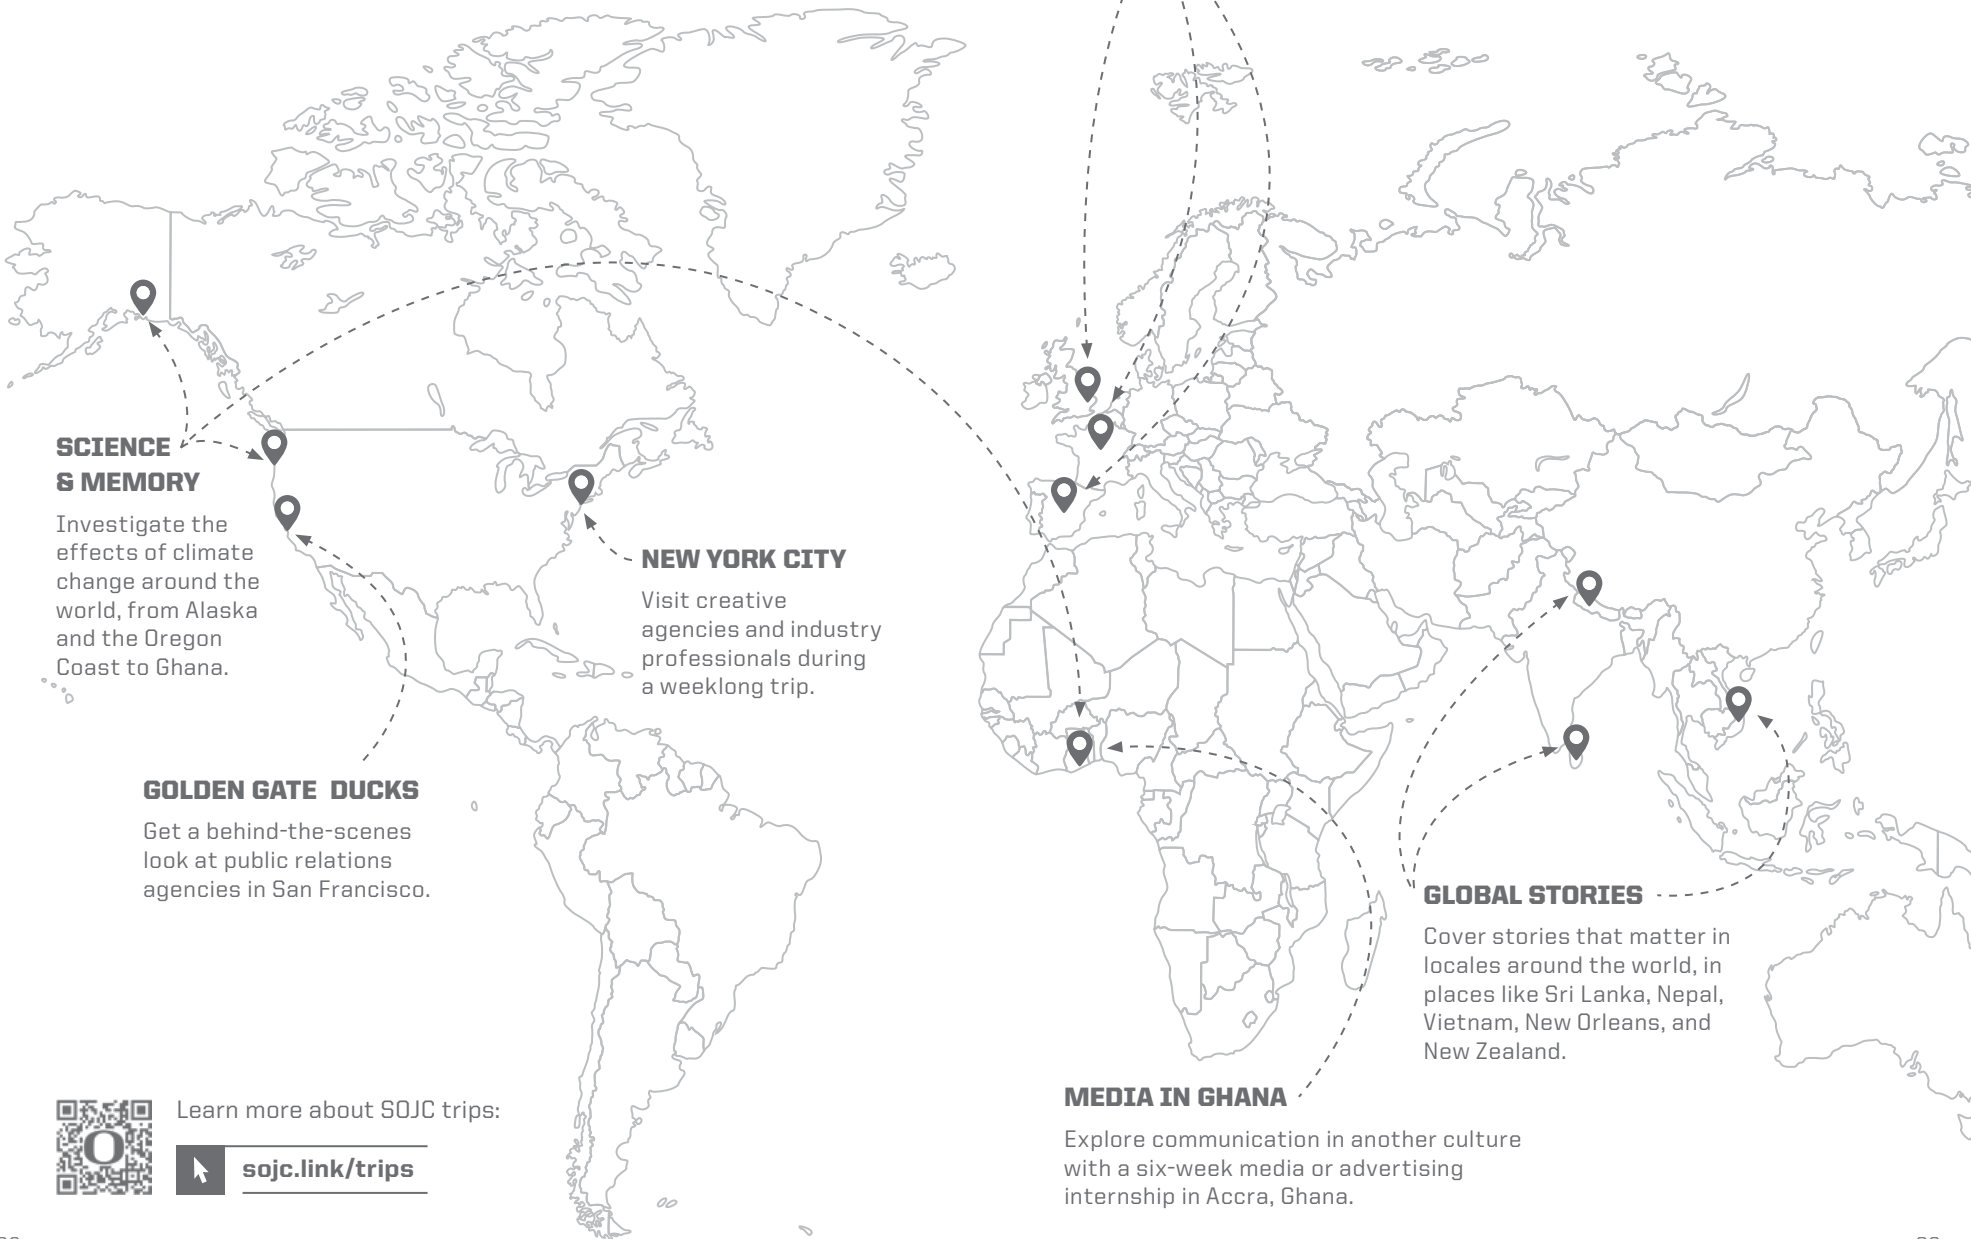 SCIENCE
& MEMORY
Investigate the
effects of climate
change around the
world, from Alaska
and the Oregon
Coast to Ghana.
NEW YORK CITY
Visit creative
agencies and industry
professionals during
a weeklong trip.
GOLDEN GATE DUCKS
Get a behind-the-scenes
look at public relations
agencies in San Francisco.
GLOBAL STORIES
Cover stories that matter in
locales around the world, in
places like Sri Lanka, Nepal,
Vietnam, New Orleans, and
New Zealand.
MEDIA IN GHANA
Explore communication in another culture
with a six-week media or advertising
internship in Accra, Ghana.
Learn more about SOJC trips:
sojc.link/trips
O